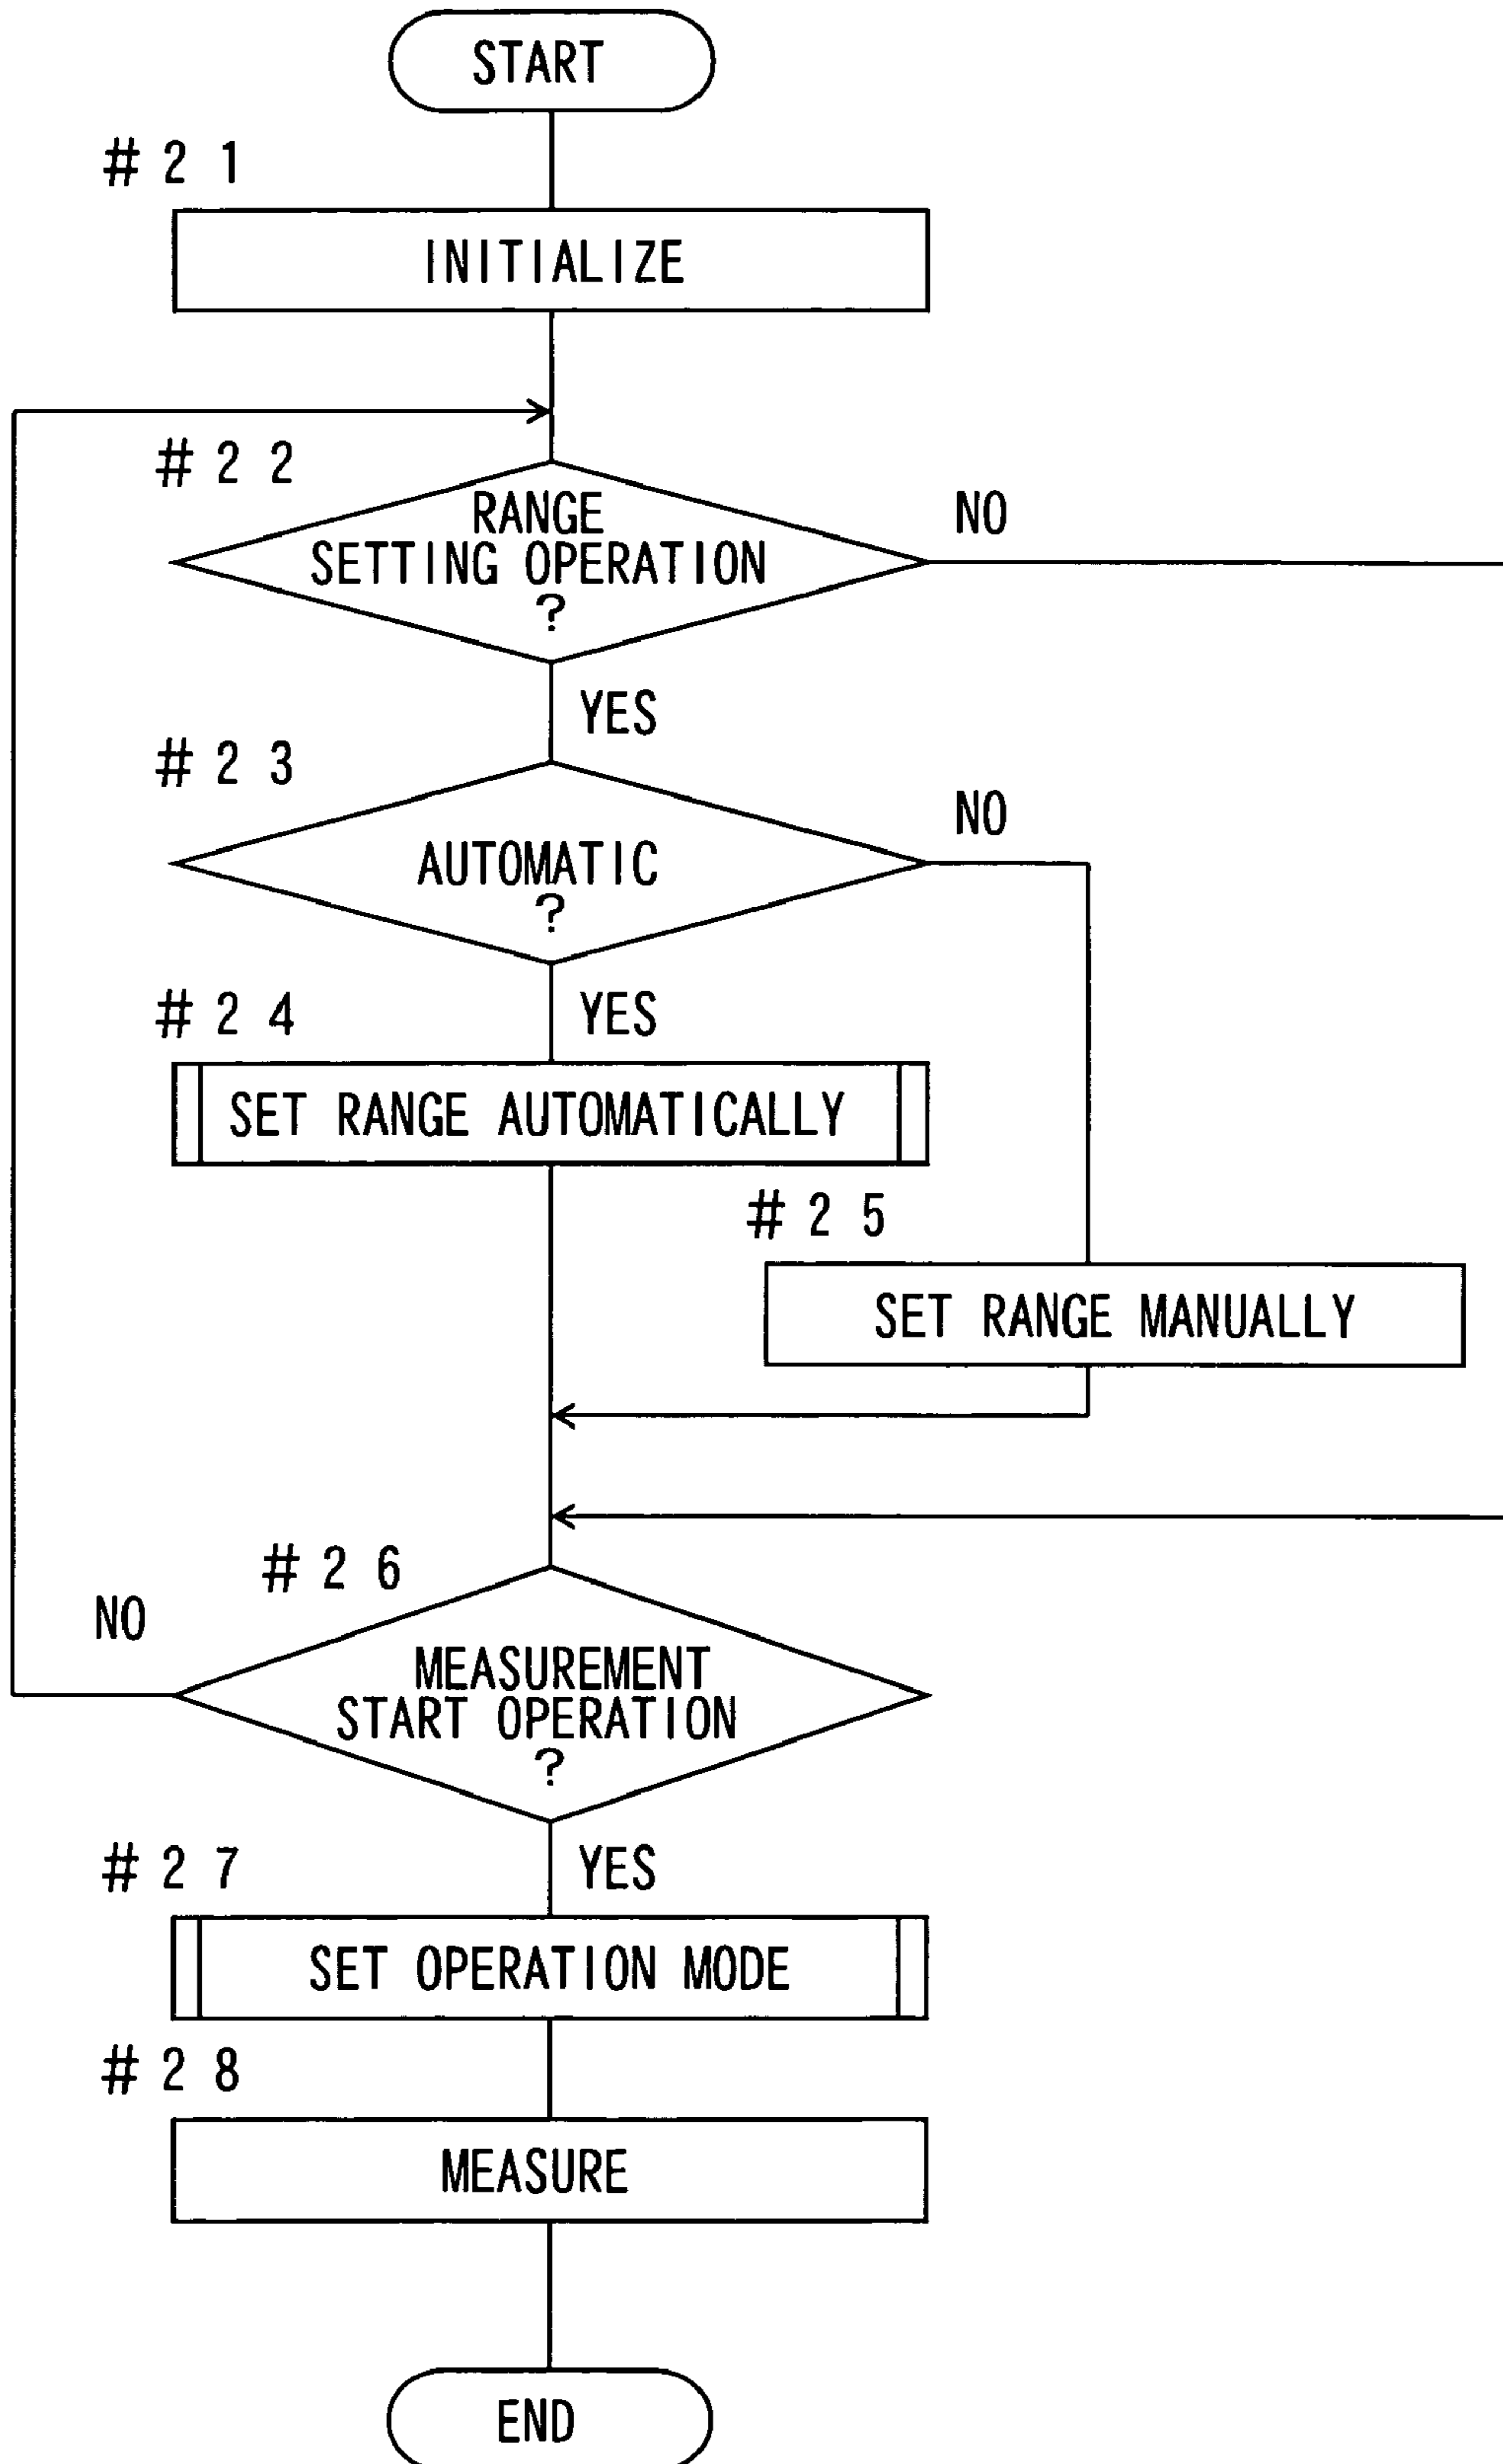 START
#21
INITIALIZE
#22
RANGE
SETTING OPERATION
?
NO
YES
#23
AUTOMATIC
?
NO
YES
#24
SET RANGE AUTOMATICALLY
#25
SET RANGE MANUALLY
#26
NO
MEASUREMENT
START OPERATION
?
YES
#27
SET OPERATION MODE
#28
MEASURE
END